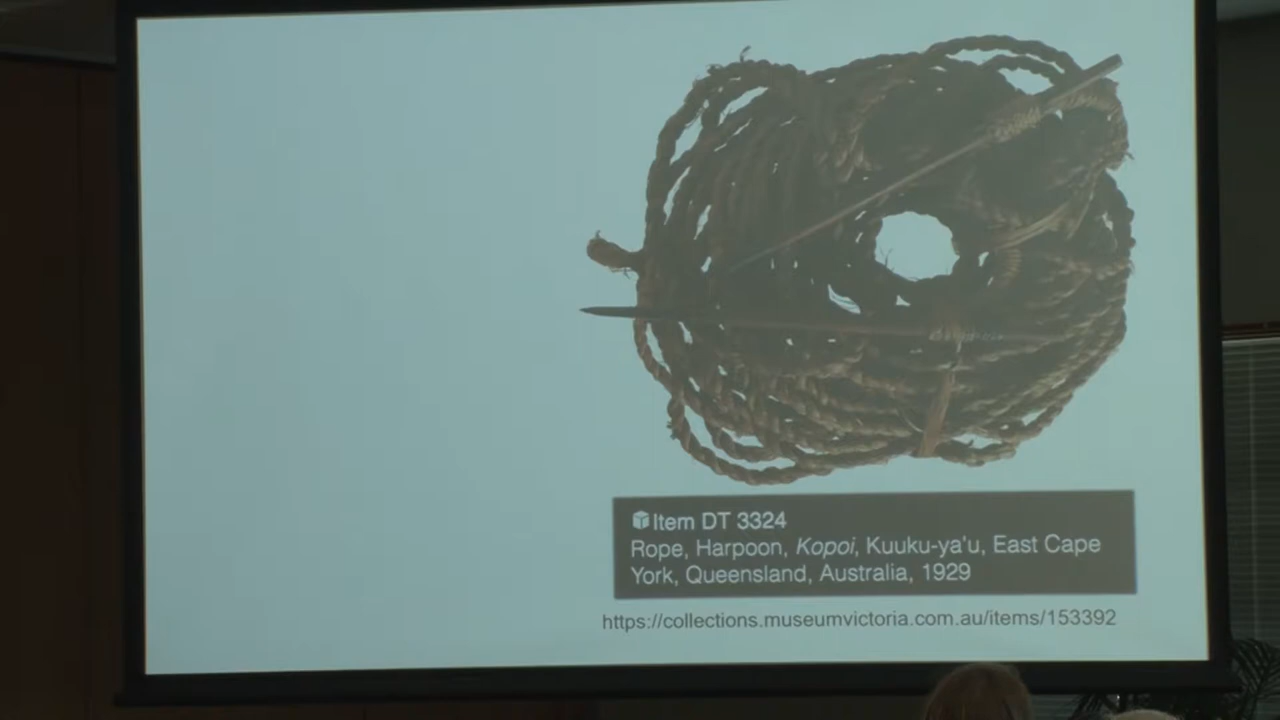 Item DT 3324
Rope, Harpoon, Kopoi, Kuuku-ya'u, East Cape
York, Queensland, Australia, 1929
https://collections.museumvictoria.com.au/items/153392